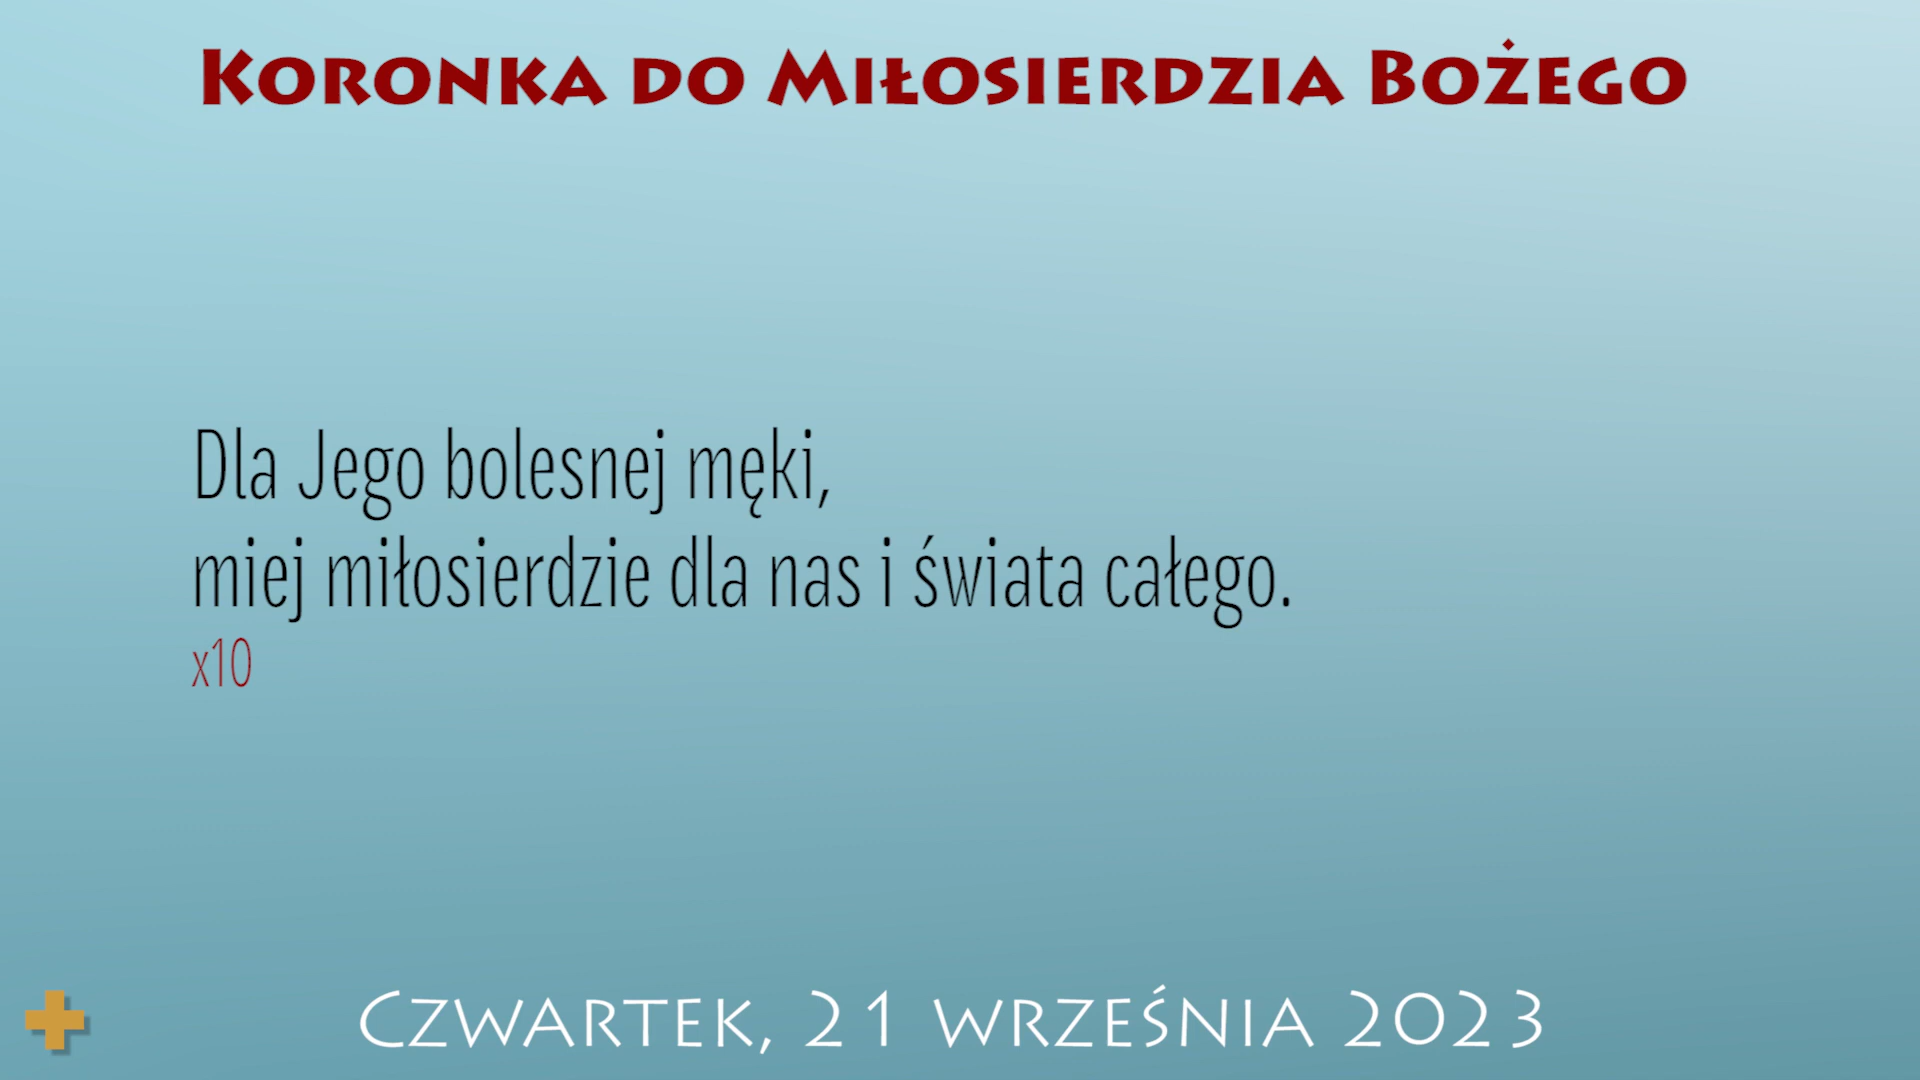 Koronka do Miłosierdzia Bożego
Dla Jego bolesnej męki,
miej miłosierdzie dla nas i świata całego.
x10
Czwartek, 21 września 2023